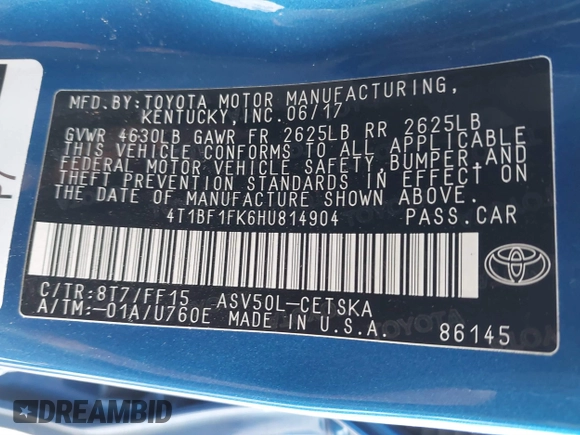 MFD.BY:TOYOTA MOTOR MANUFACTURING,
KENTUCKY,INC.06/17
GVWR 4630LB GAWR FR 2625LB RR 2625LB
THIS VEHICLE CONFORMS TO ALL APPLICABLE
FEDERAL MOTOR VEHICLE SAFETY,BUMPER,AND
THEFT PREVENTION STANDARDS IN EFFECT ON
THE DATE OF MANUFACTURE SHOWN ABOVE.
4T1BF1FK6HU814904 PASS.CAR
C/TR:8T7/FF15 ASV50L-CETSKA
A/TM:-01A/U760E MADE IN U.S.A. 86145
DREAMBID